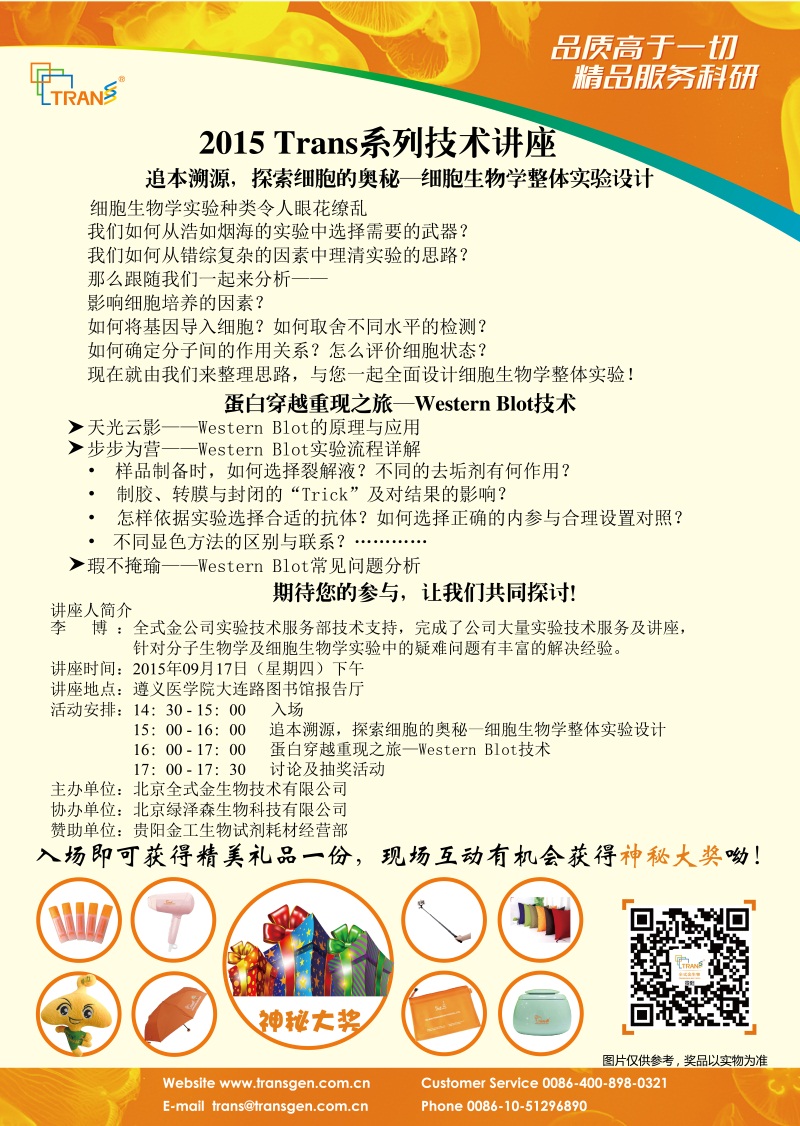 品质高于一切
精品服务科研
TRANS®
2015 Trans系列技术讲座
追本溯源，探索细胞的奥秘—细胞生物学整体实验设计
细胞生物学实验种类令人眼花缭乱
我们如何从浩如烟海的实验中选择需要的武器？
我们如何从错综复杂的因素中理清实验的思路？
那么跟随我们一起来分析——
影响细胞培养的因素？
如何将基因导入细胞？如何取舍不同水平的检测？
如何确定分子间的作用关系？怎么评价细胞状态？
现在就由我们来整理思路，与您一起全面设计细胞生物学整体实验！
蛋白穿越重现之旅—Western Blot技术
➤天光云影——Western Blot的原理与应用
➤步步为营——Western Blot实验流程详解
• 样品制备时，如何选择裂解液？不同的去垢剂有何作用？
• 制胶、转膜与封闭的“Trick”及对结果的影响？
• 怎样依据实验选择合适的抗体？如何选择正确的内参与合理设置对照？
• 不同显色方法的区别与联系？…………
➤瑕不掩瑜——Western Blot常见问题分析
期待您的参与，让我们共同探讨!
讲座人简介
李 博：全式金公司实验技术服务部技术支持，完成了公司大量实验技术服务及讲座，
针对分子生物学及细胞生物学实验中的疑难问题有丰富的解决经验。
讲座时间：2015年09月17日（星期四）下午
讲座地点：遵义医学院大连路图书馆报告厅
活动安排：14：30 - 15：00 入场
15：00 - 16：00 追本溯源，探索细胞的奥秘—细胞生物学整体实验设计
16：00 - 17：00 蛋白穿越重现之旅—Western Blot技术
17：00 - 17：30 讨论及抽奖活动
主办单位：北京全式金生物技术有限公司
协办单位：北京绿泽森生物科技有限公司
赞助单位：贵阳金工生物试剂耗材经营部
入场即可获得精美礼品一份，现场互动有机会获得神秘大奖呦！
神秘大奖
TRANS
图片仅供参考，奖品以实物为准
Website www.transgen.com.cn
Customer Service 0086-400-898-0321
E-mail trans@transgen.com.cn
Phone 0086-10-51296890